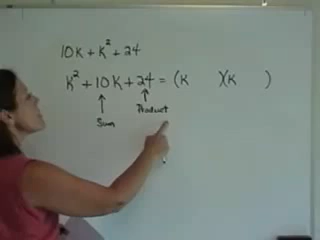 10k + k² + 24
k² + 10k + 24 = (k    )(k    )
Sum
Product